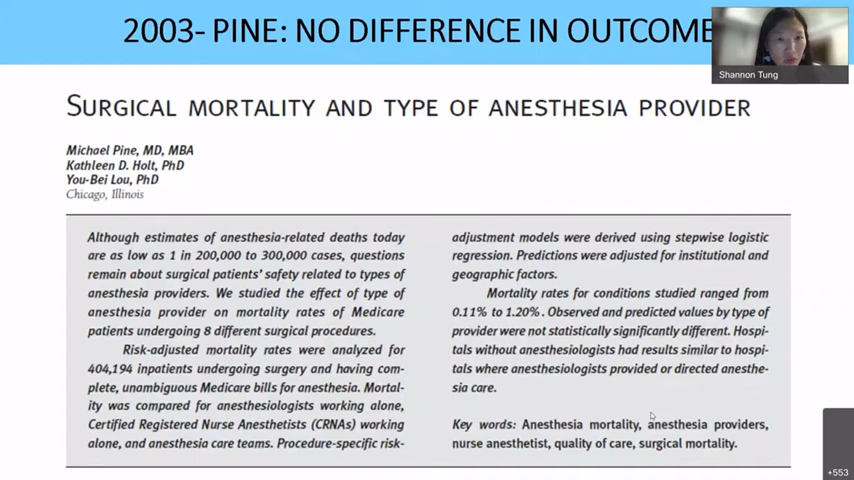 2003- PINE: NO DIFFERENCE IN OUTCOME
Shannon Tung
SURGICAL MORTALITY AND TYPE OF ANESTHESIA PROVIDER
Michael Pine, MD, MBA
Kathleen D. Holt, PhD
You-Bei Lou, PhD
Chicago, Illinois
Although estimates of anesthesia-related deaths today
are as low as 1 in 200,000 to 300,000 cases, questions
remain about surgical patients' safety related to types of
anesthesia providers. We studied the effect of type of
anesthesia provider on mortality rates of Medicare
patients undergoing 8 different surgical procedures.
Risk-adjusted mortality rates were analyzed for
404,194 inpatients undergoing surgery and having com-
plete, unambiguous Medicare bills for anesthesia. Mortal-
ity was compared for anesthesiologists working alone,
Certified Registered Nurse Anesthetists (CRNAs) working
alone, and anesthesia care teams. Procedure-specific risk-
adjustment models were derived using stepwise logistic
regression. Predictions were adjusted for institutional and
geographic factors.
Mortality rates for conditions studied ranged from
0.11% to 1.20%. Observed and predicted values by type of
provider were not statistically significantly different. Hospi-
tals without anesthesiologists had results similar to hospi-
tals where anesthesiologists provided or directed anesthe-
sia care.
Key words: Anesthesia mortality, anesthesia providers,
nurse anesthetist, quality of care, surgical mortality.
+553